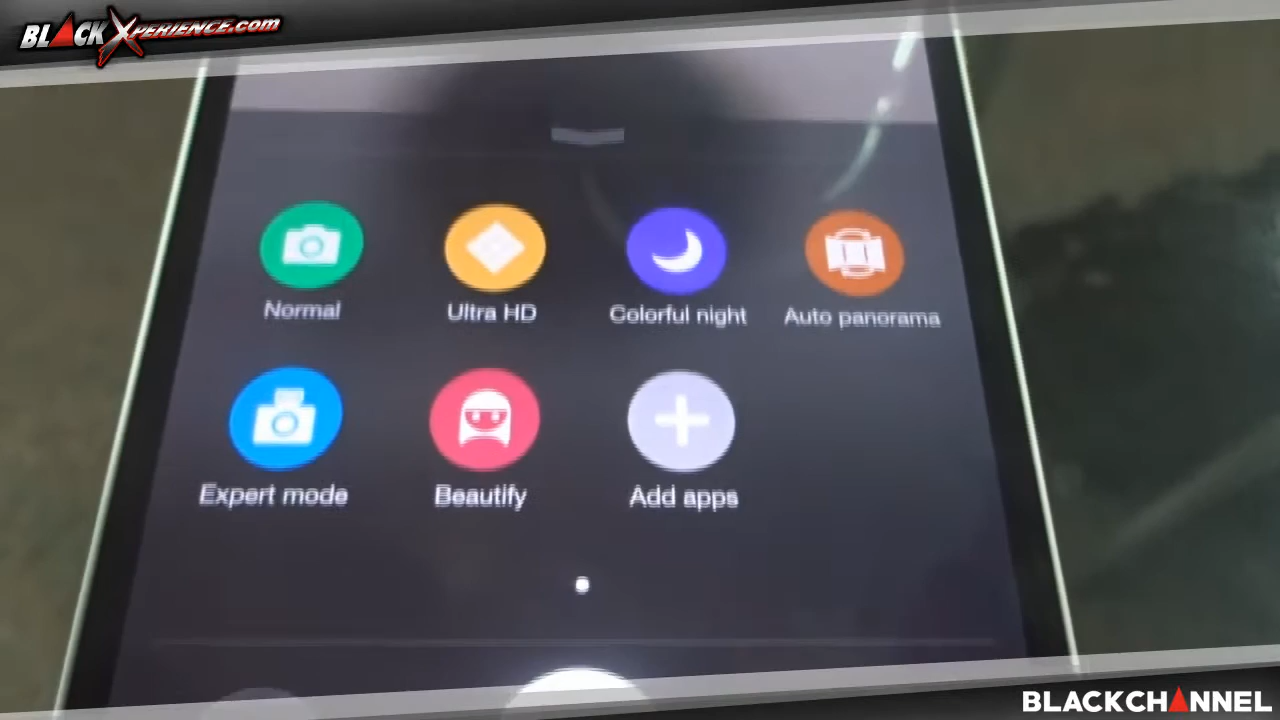 BLACKXPERIENCE.COM
Normal
Ultra HD
Colorful night
Auto panorama
Expert mode
Beautify
Add apps
BLACKCHANNEL